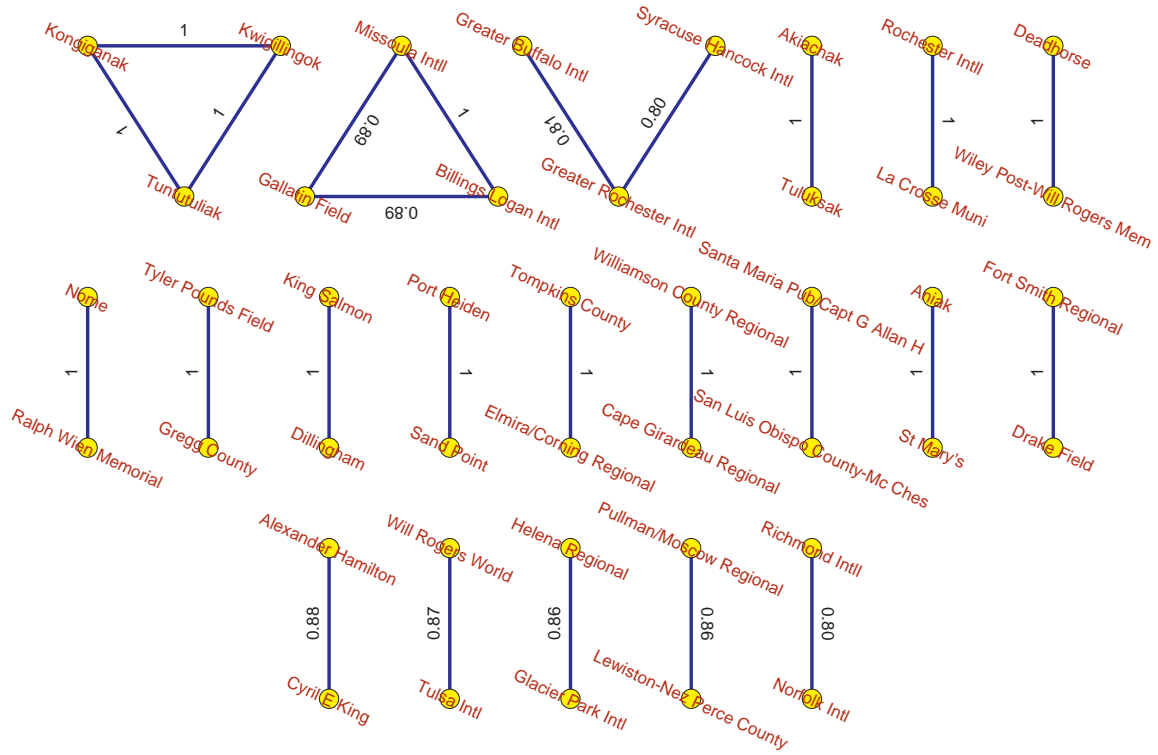 Kongiganak
1
Kwigillingok
1
1
Tuntutuliak
Missoula Intll
0.89
1
Gallatin Field
0.89
Billings Logan Intl
Greater Buffalo Intl
Syracuse Hancock Intl
0.81
0.80
Greater Rochester Intl
Akiachak
1
Tuluksak
Rochester Intll
1
La Crosse Muni
Deadhorse
1
Wiley Post-Will Rogers Mem
Nome
1
Ralph Wien Memorial
Tyler Pounds Field
1
Gregg County
King Salmon
1
Dillingham
Port Heiden
1
Sand Point
Tompkins County
1
Elmira/Corning Regional
Williamson County Regional
1
Cape Girardeau Regional
Santa Maria Pub/Capt G Allan H
1
San Luis Obispo County-Mc Ches
Aniak
1
St Mary's
Fort Smith Regional
1
Drake Field
Alexander Hamilton
0.88
Cyril E King
Will Rogers World
0.87
Tulsa Intl
Helena Regional
0.86
Glacier Park Intl
Pullman/Moscow Regional
0.86
Lewiston-Nez Perce County
Richmond Intll
0.80
Norfolk Intl